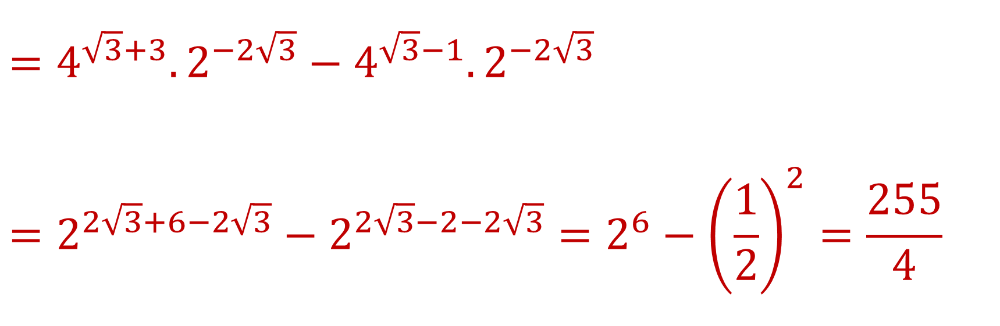 = 4^{√3+3} . 2^{−2√3} − 4^{√3−1} . 2^{−2√3}
= 2^{2√3+6−2√3} − 2^{2√3−2−2√3} = 2^6 − (1/2)^2 = 255/4